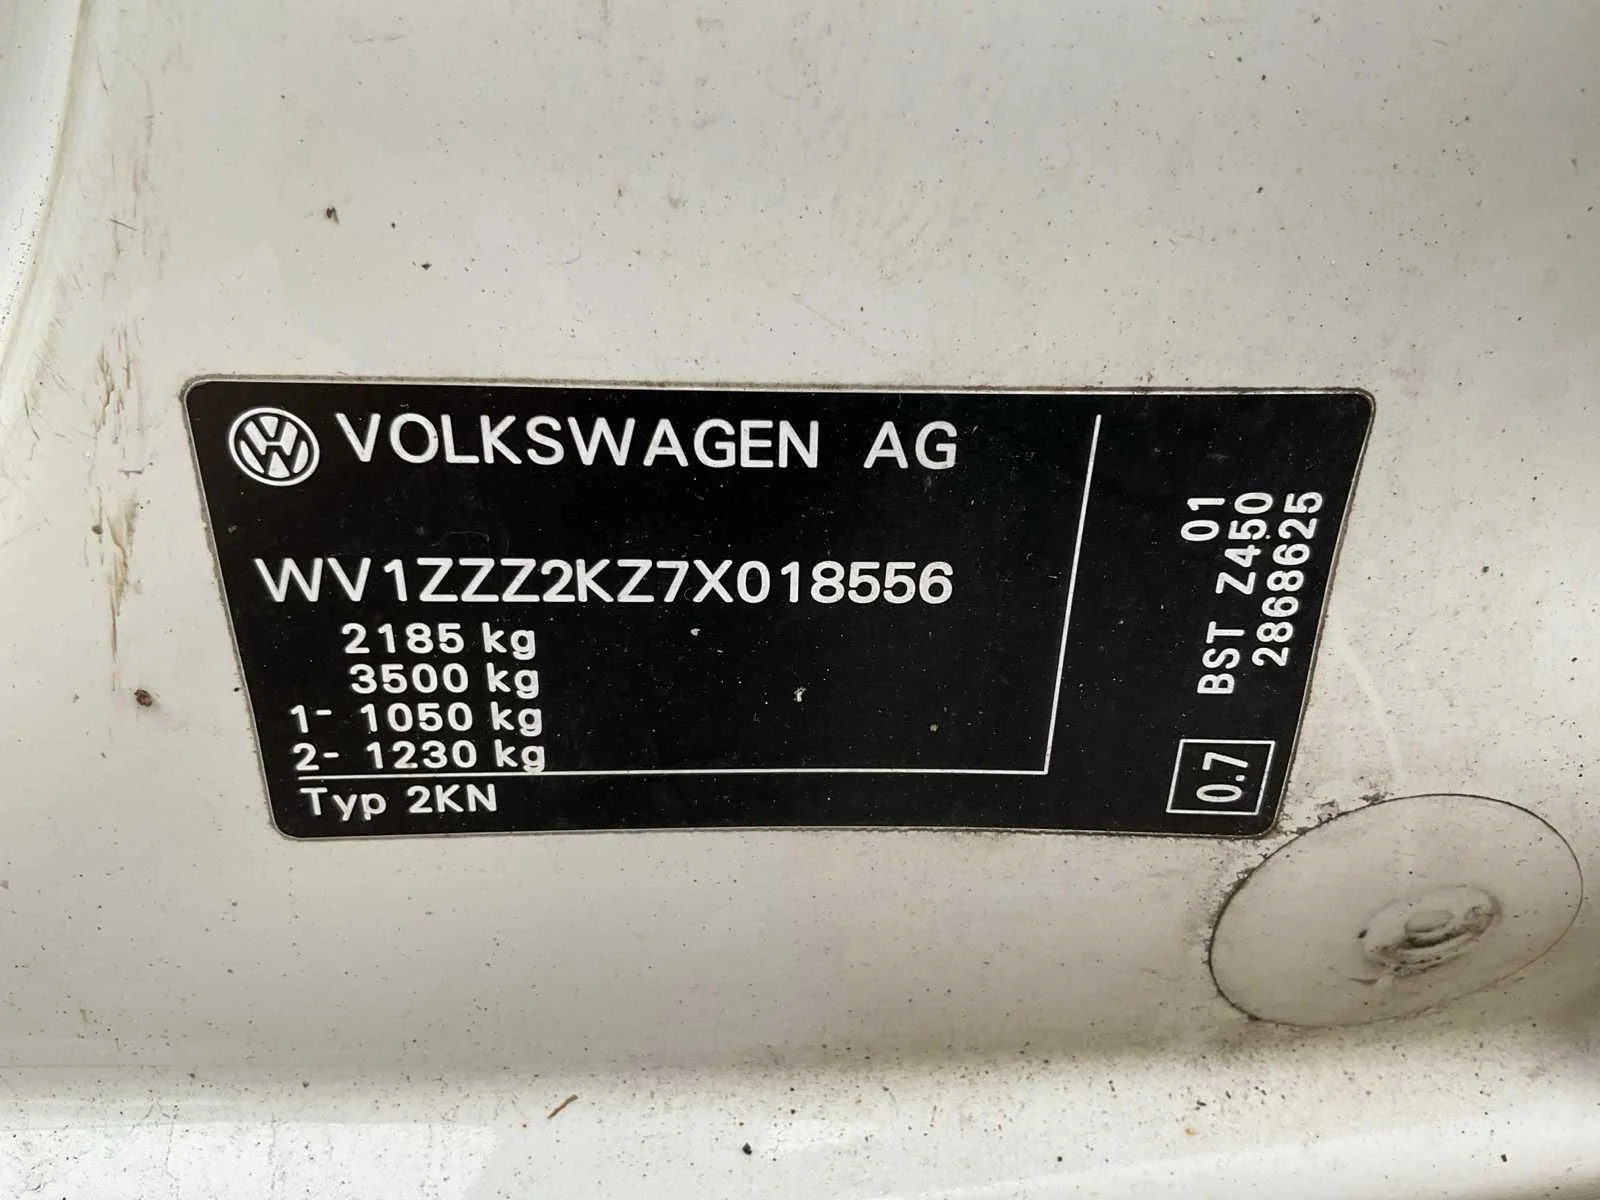 VOLKSWAGEN AG
WV1ZZZ2KZ7X018556
2185 kg
3500 kg
1- 1050 kg
2- 1230 kg
Typ 2KN
01
BST Z450
2868625
0.7